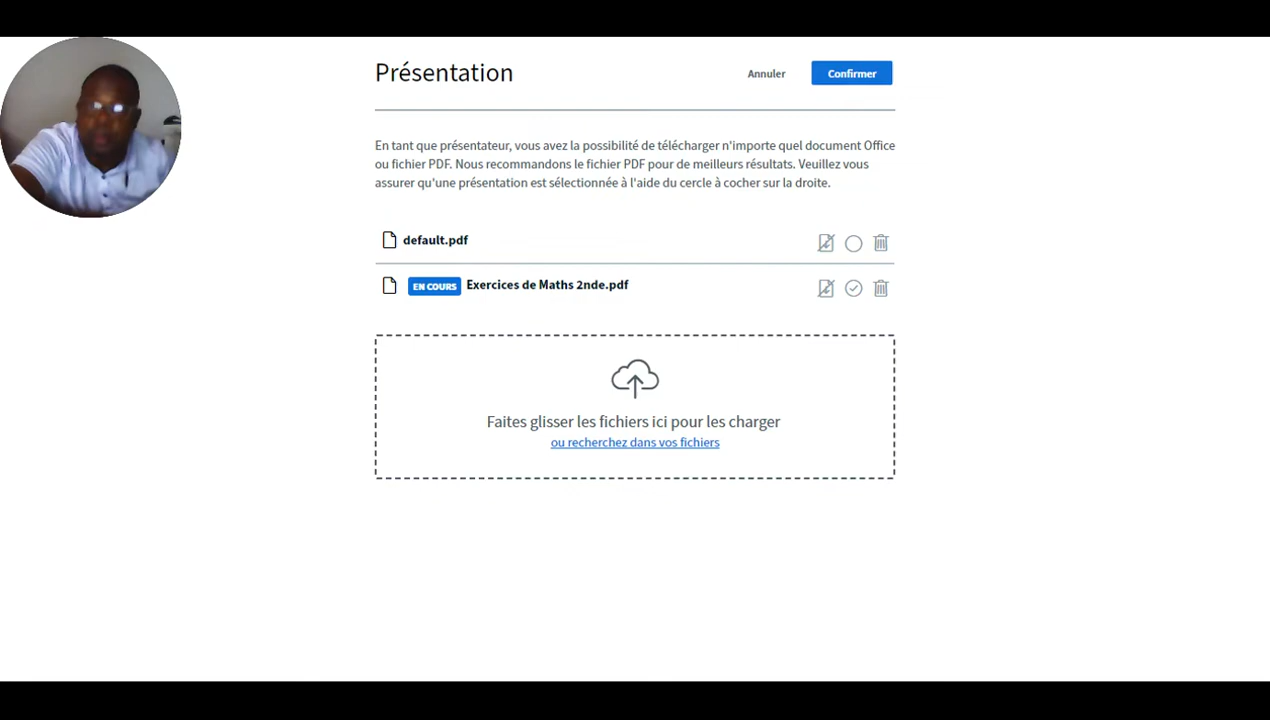 Présentation
Annuler
Confirmer
En tant que présentateur, vous avez la possibilité de télécharger n'importe quel document Office
ou fichier PDF. Nous recommandons le fichier PDF pour de meilleurs résultats. Veuillez vous
assurer qu'une présentation est sélectionnée à l'aide du cercle à cocher sur la droite.
default.pdf
EN COURS Exercices de Maths 2nde.pdf
Faites glisser les fichiers ici pour les charger
ou recherchez dans vos fichiers